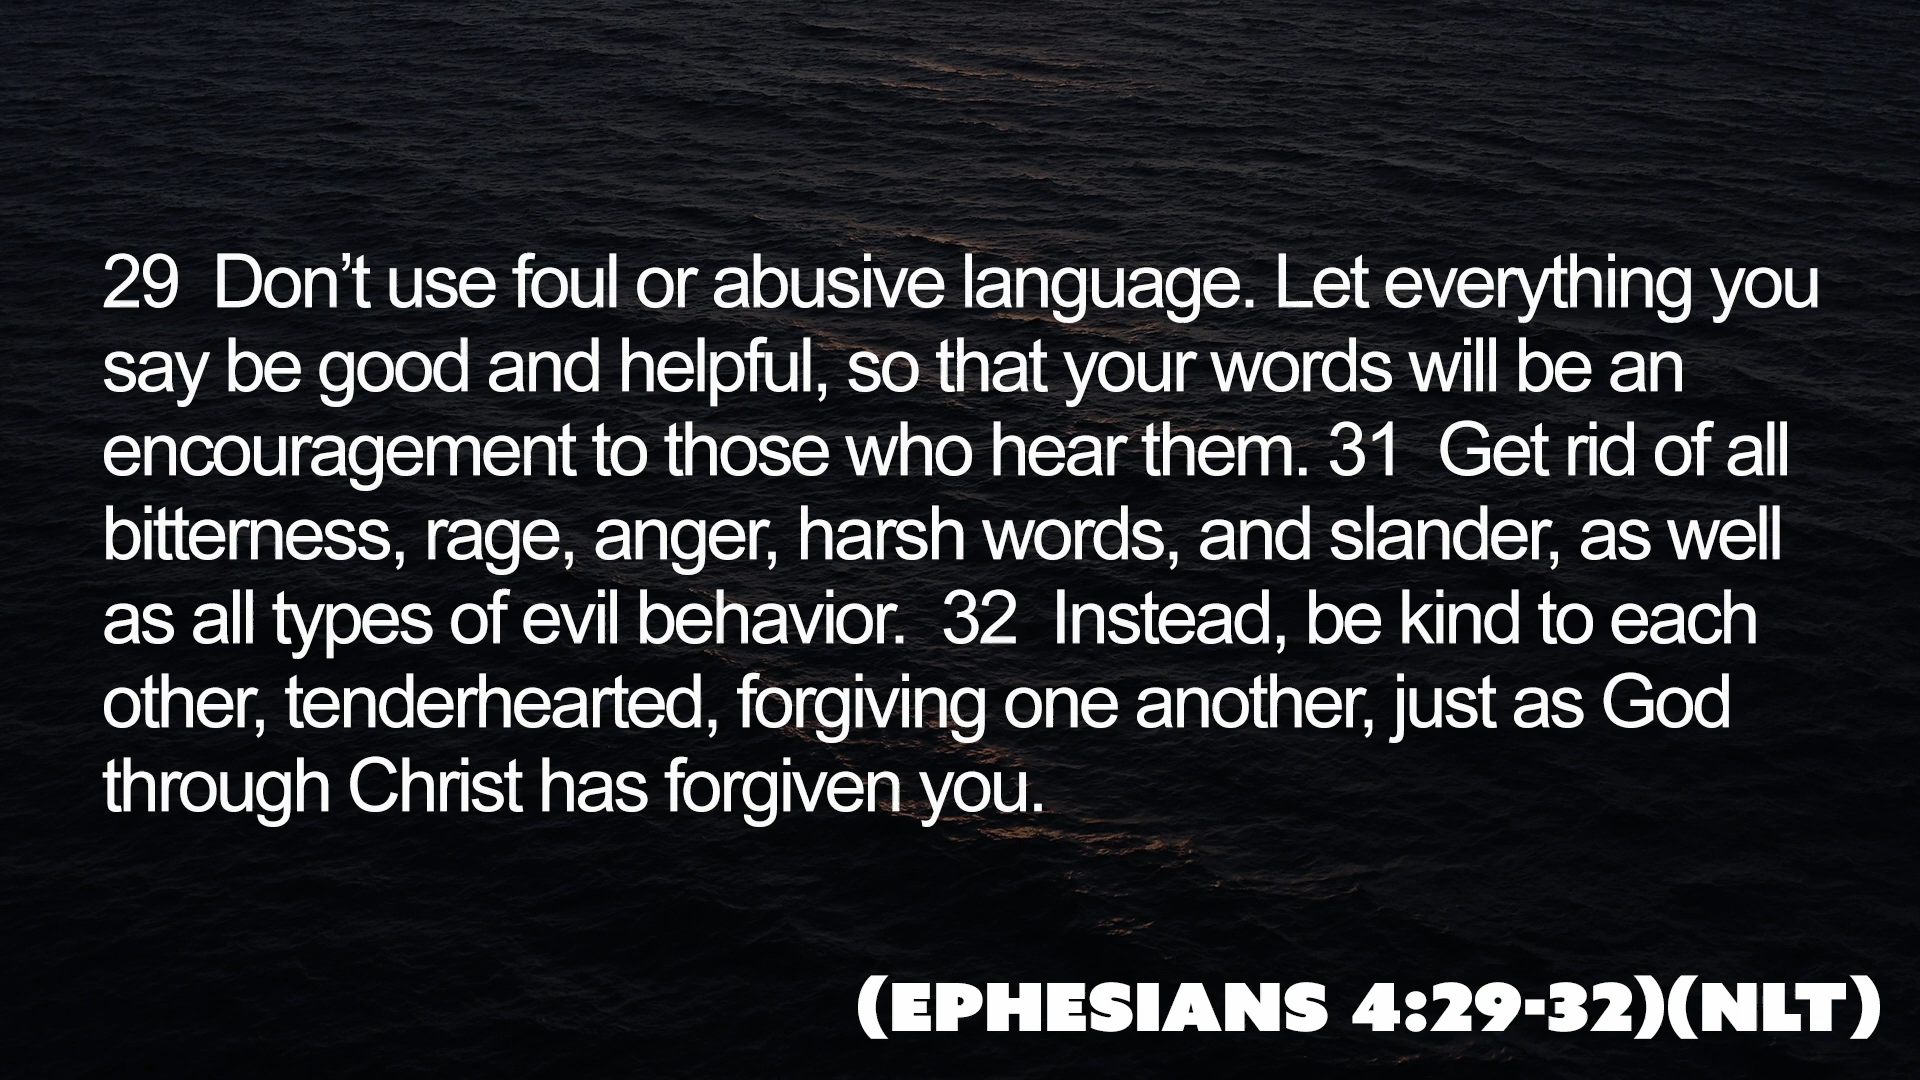 29  Don’t use foul or abusive language. Let everything you
say be good and helpful, so that your words will be an
encouragement to those who hear them. 31  Get rid of all
bitterness, rage, anger, harsh words, and slander, as well
as all types of evil behavior.  32  Instead, be kind to each
other, tenderhearted, forgiving one another, just as God
through Christ has forgiven you.
(EPHESIANS 4:29-32)(NLT)